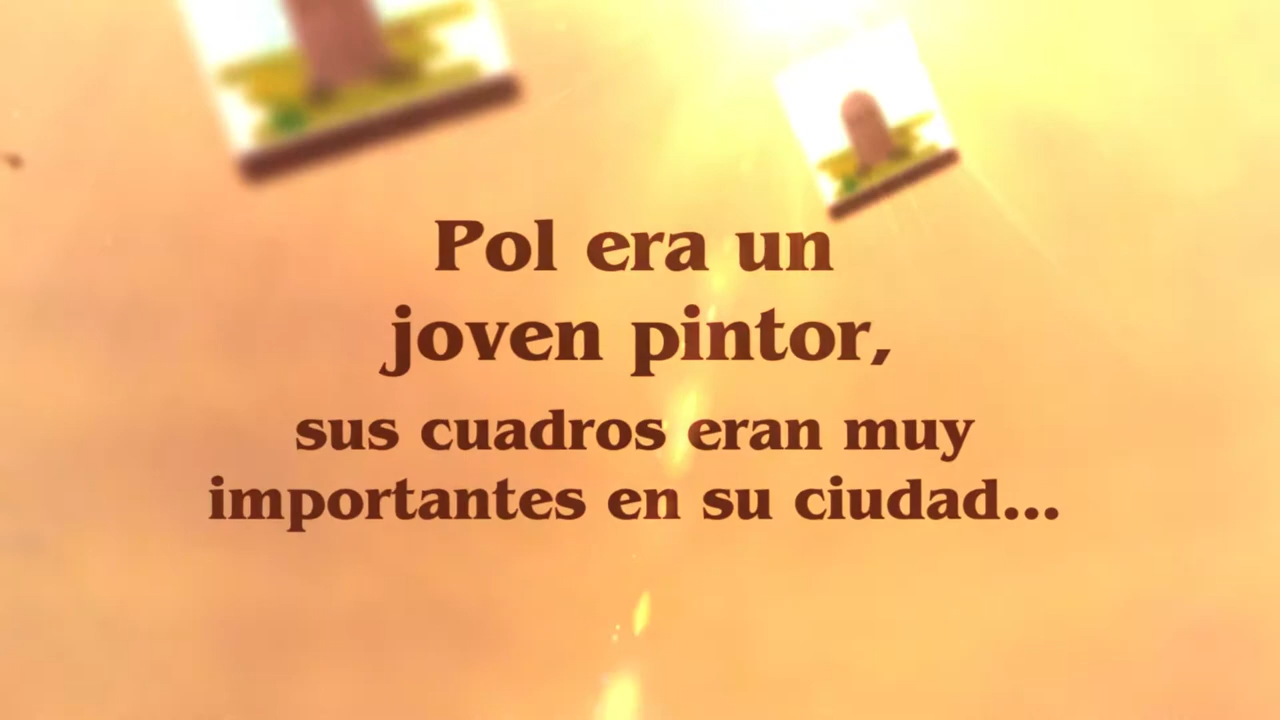 Pol era un
joven pintor,
sus cuadros eran muy
importantes en su ciudad...